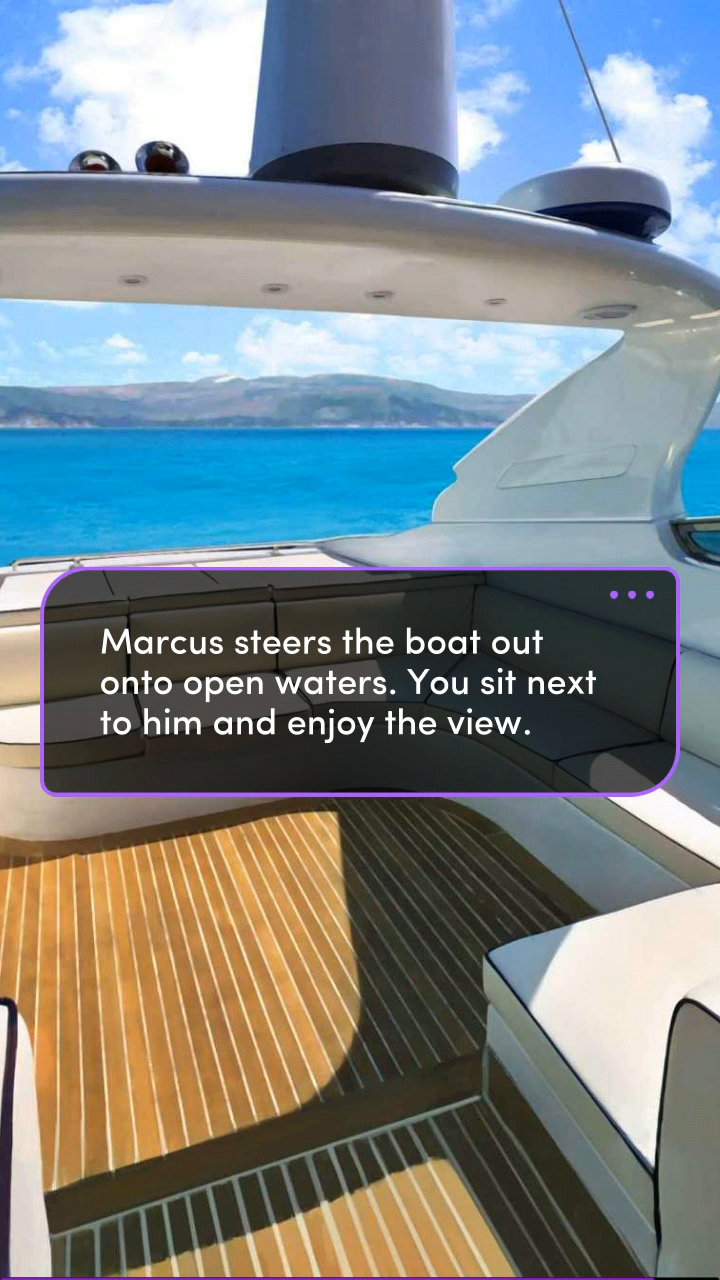 Marcus steers the boat out
onto open waters. You sit next
to him and enjoy the view.